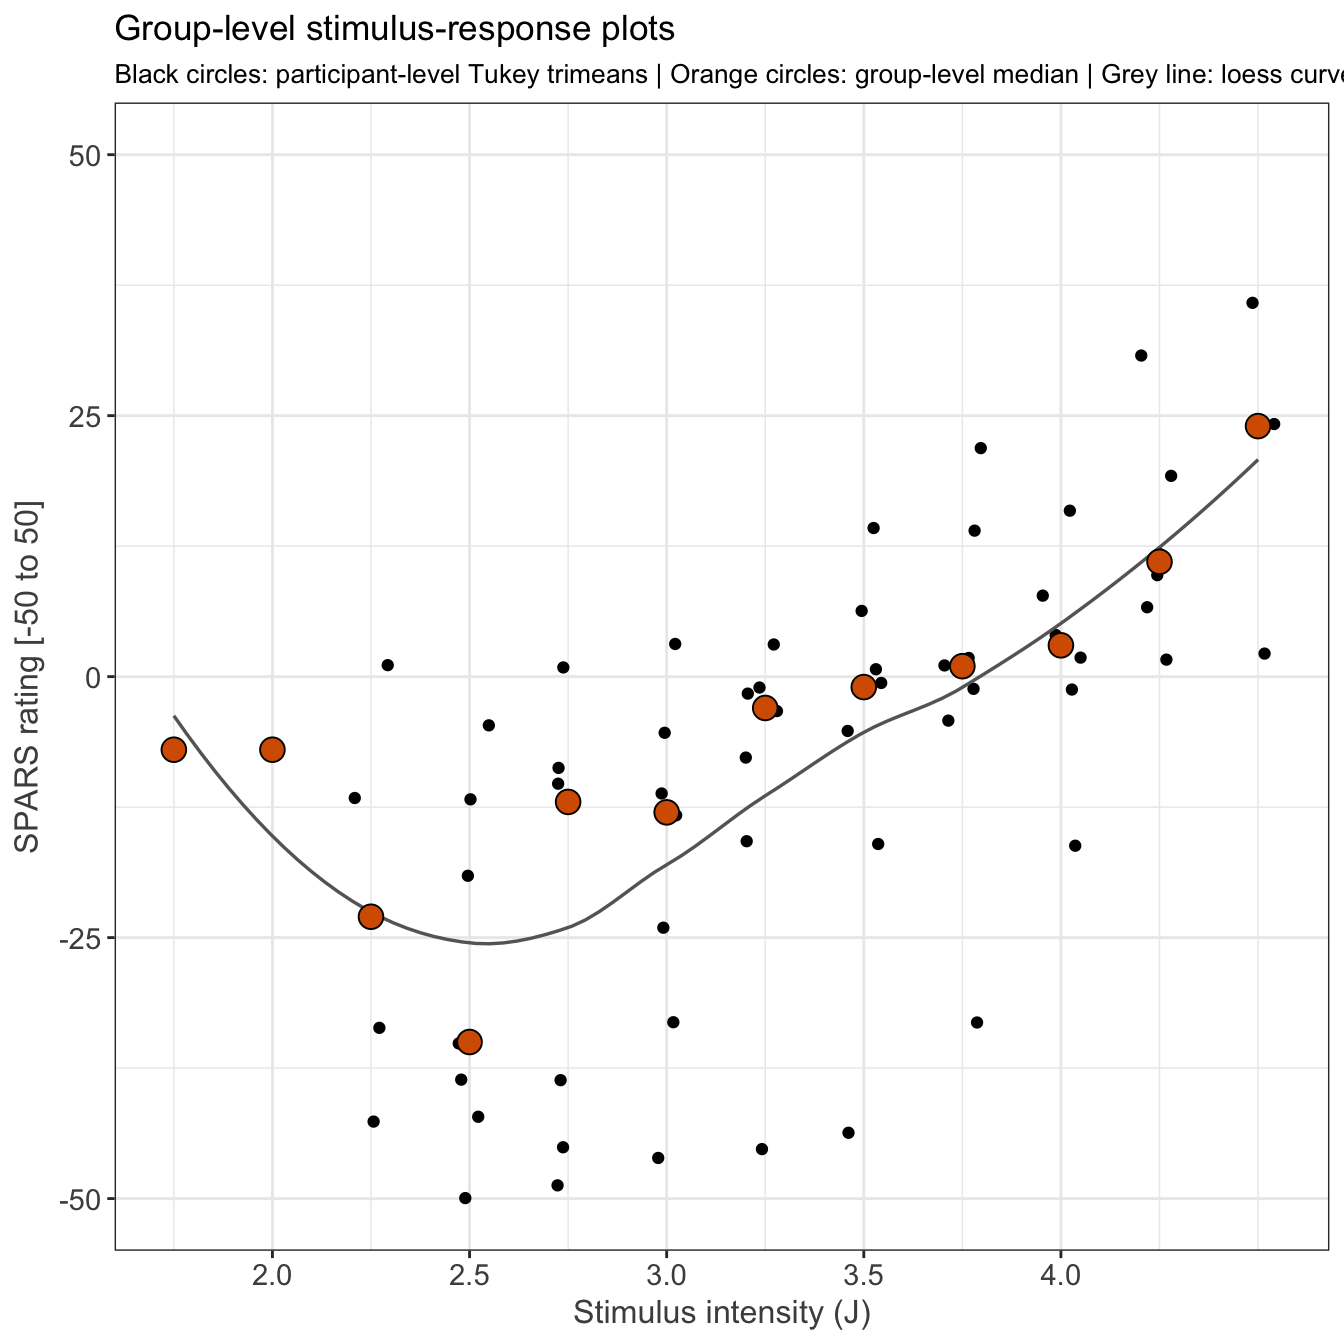 Group-level stimulus-response plots
Black circles: participant-level Tukey trimeans | Orange circles: group-level median | Grey line: loess curve
50
25
0
-25
-50
SPARS rating [-50 to 50]
2.0 2.5 3.0 3.5 4.0
Stimulus intensity (J)